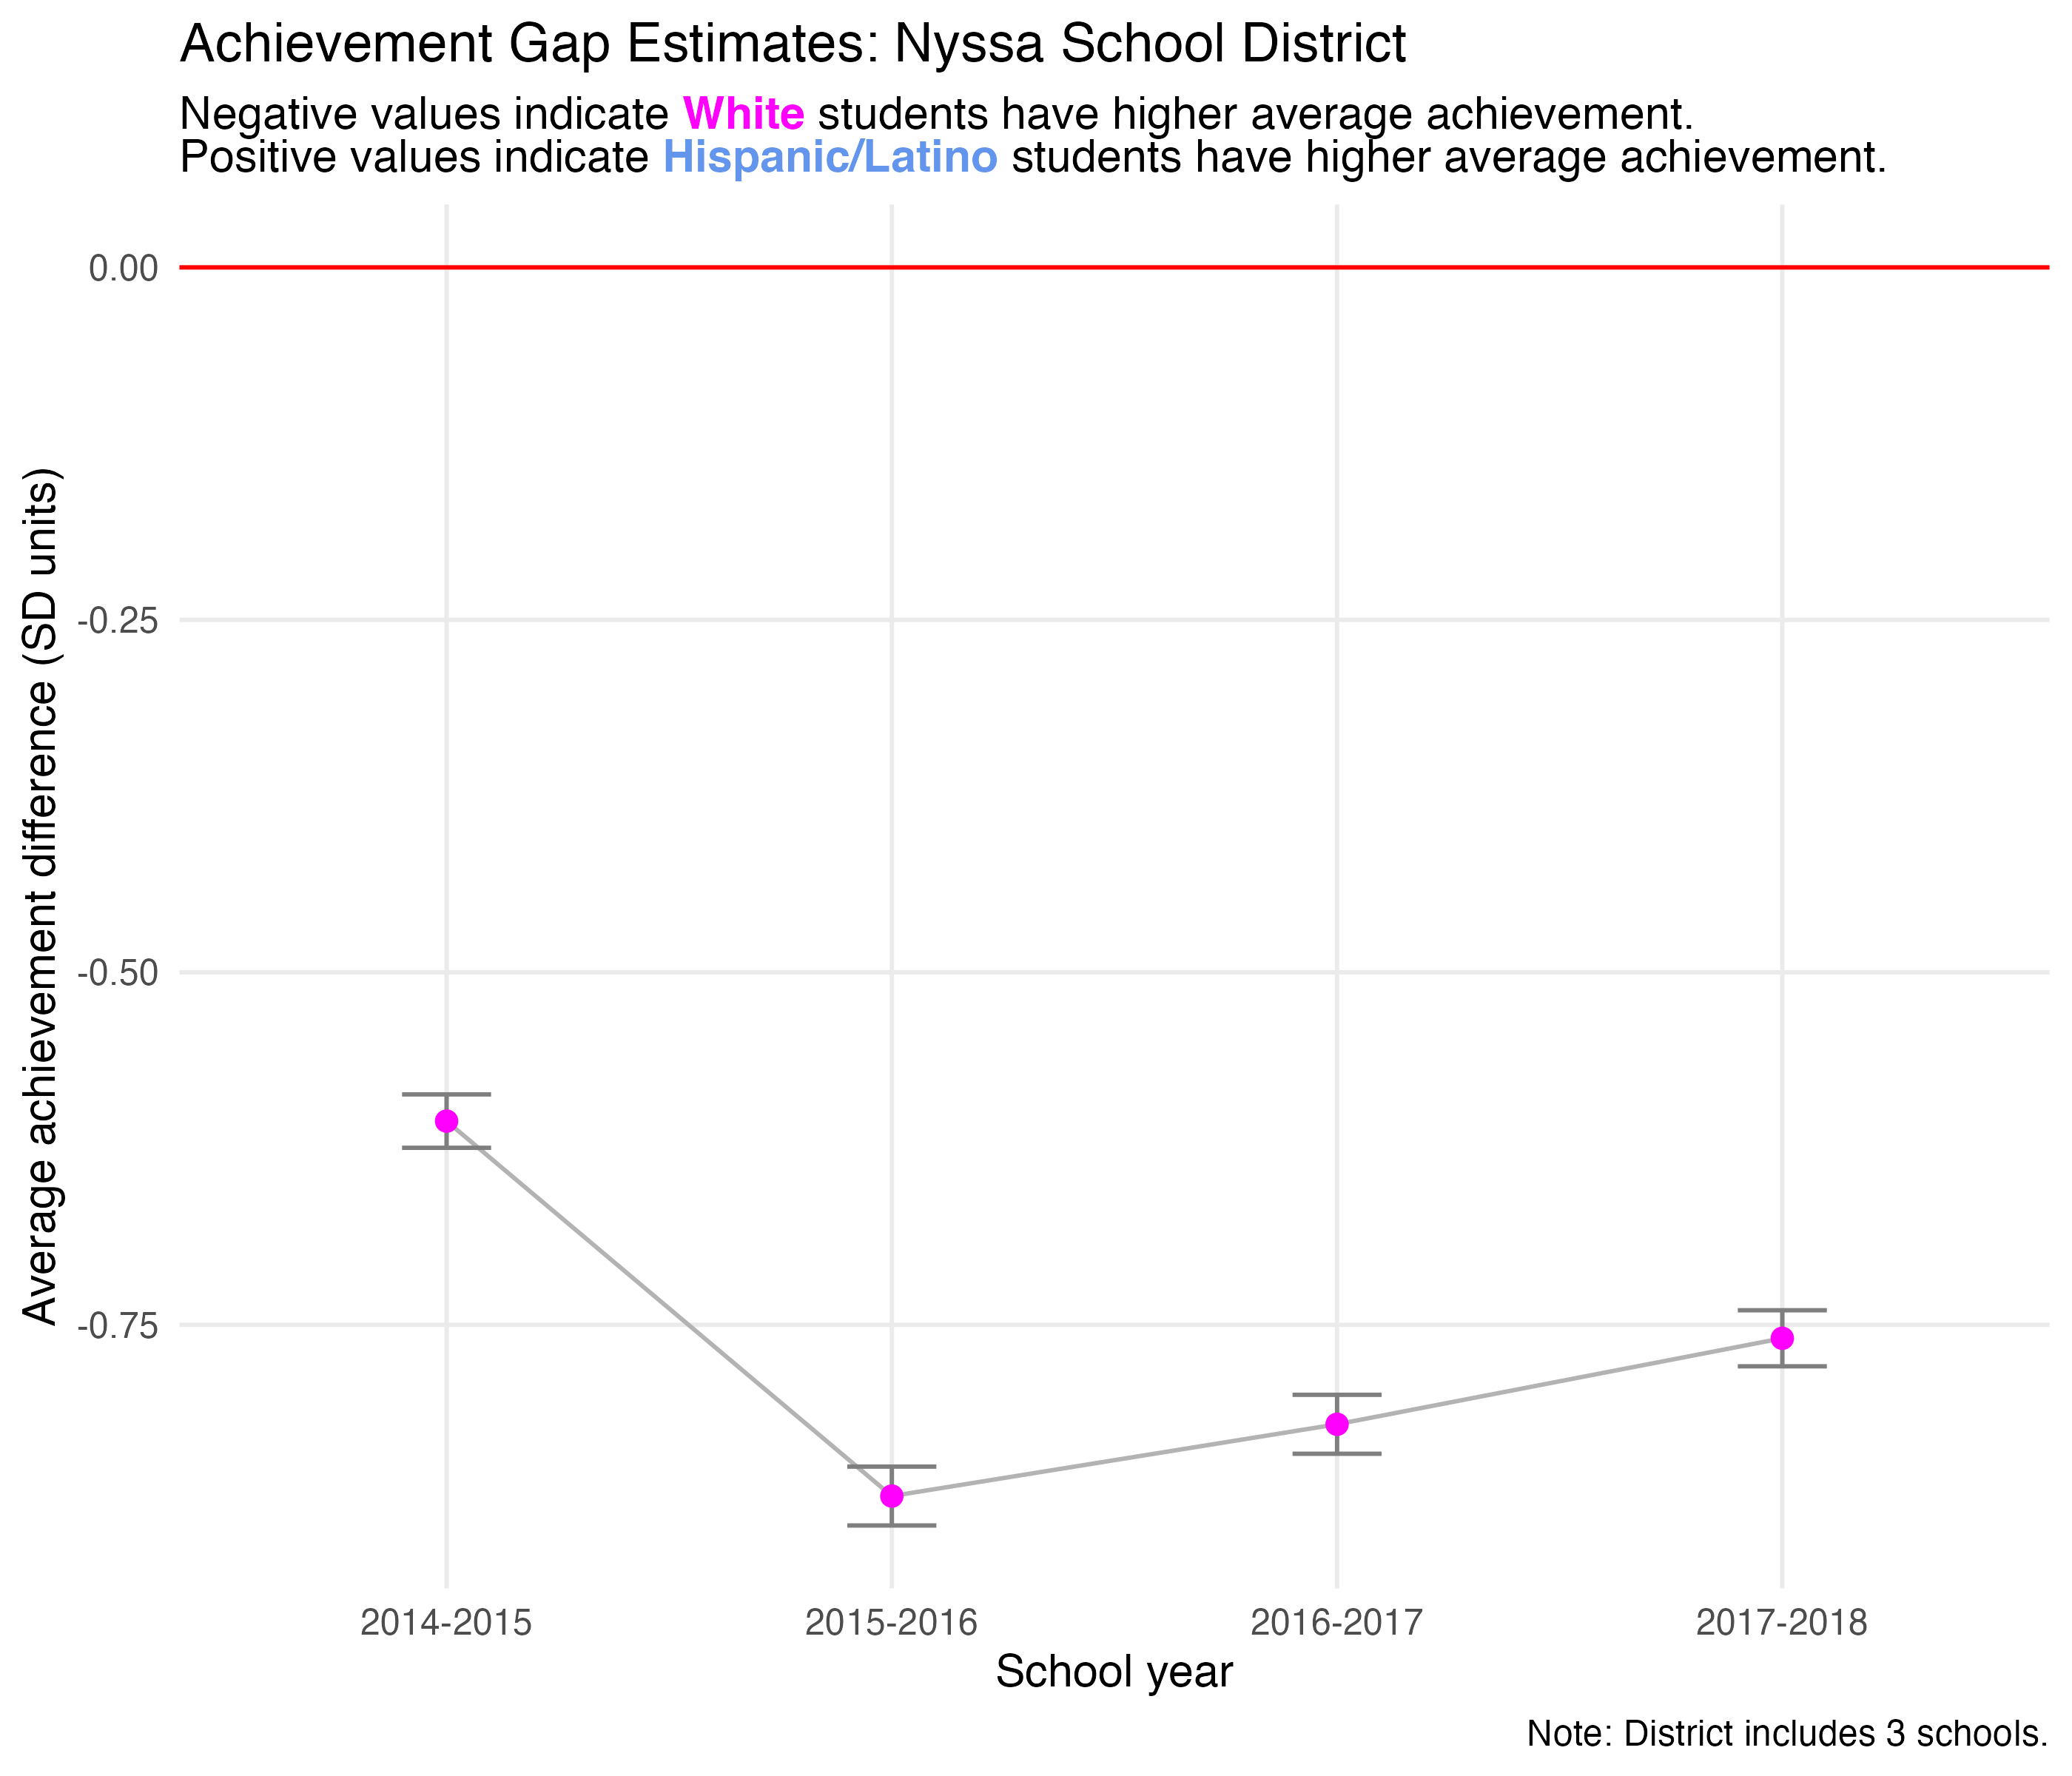 Achievement Gap Estimates: Nyssa School District
Negative values indicate White students have higher average achievement.
Positive values indicate Hispanic/Latino students have higher average achievement.
Average achievement difference (SD units)
0.00
-0.25
-0.50
-0.75
2014-2015
2015-2016
2016-2017
2017-2018
School year
Note: District includes 3 schools.